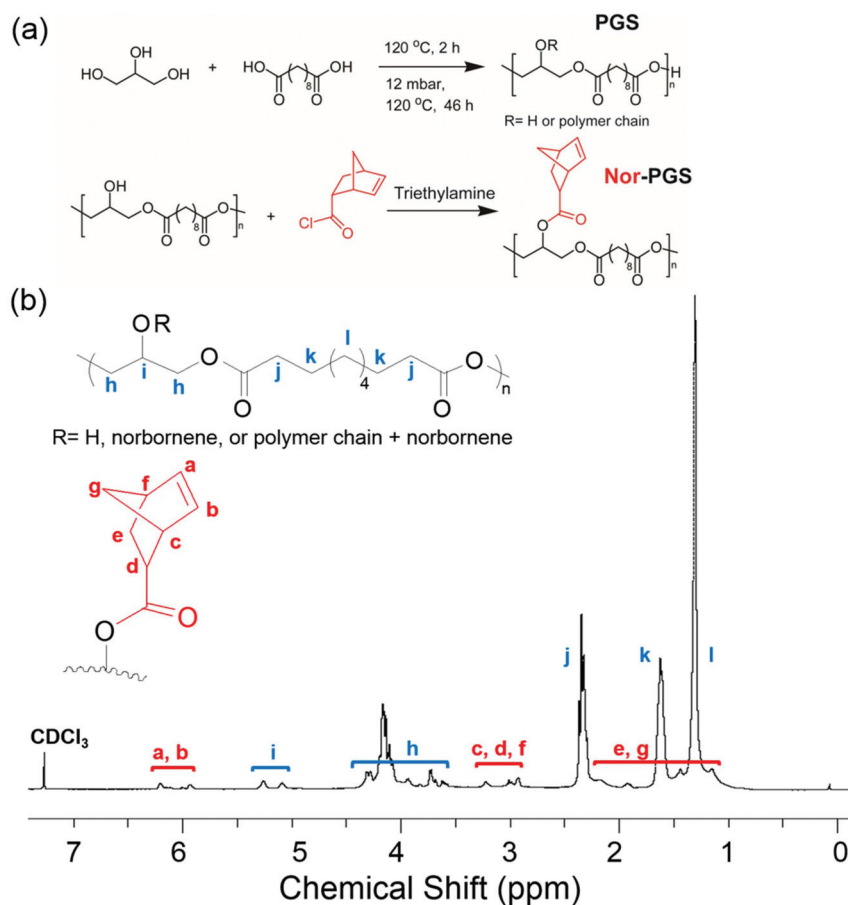 (a)
PGS
OH
HO OH
+
HO OH
O 8 O
120 °C, 2 h
12 mbar,
120 °C, 46 h
OR
O O H
O 8 O n
R= H or polymer chain
OH
O O
O 8 O n
+
Cl O
Triethylamine
Nor-PGS
O
O
O O
O 8 O n
(b)
OR
h i h O O j k l 4 k j O O n
R= H, norbornene, or polymer chain + norbornene
a
g f
b
e c
d
O
O
j k l
CDCl3
a, b i h c, d, f e, g
7 6 5 4 3 2 1 0
Chemical Shift (ppm)